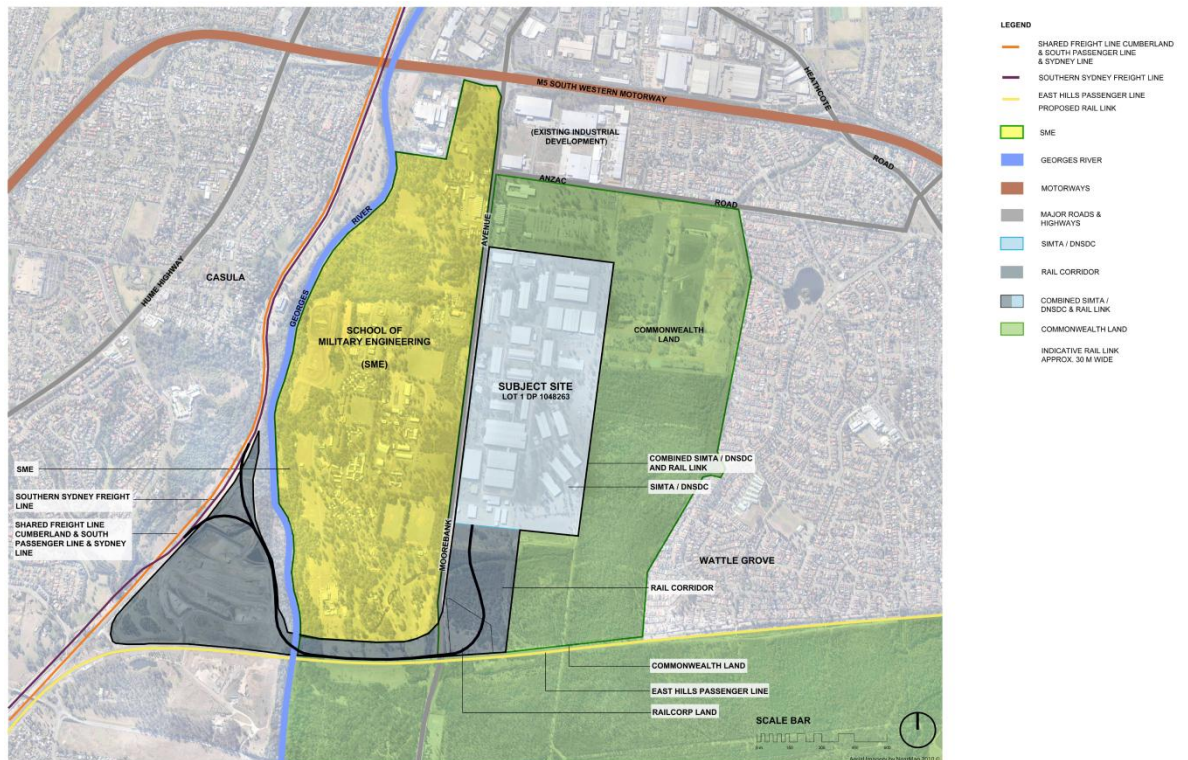 M5 SOUTH WESTERN MOTORWAY
HEATHCOTE
ROAD
(EXISTING INDUSTRIAL
DEVELOPMENT)
ANZAC
ROAD
RIVER
AVENUE
HUME HIGHWAY
CASULA
GEORGES
SCHOOL OF
MILITARY ENGINEERING
(SME)
COMMONWEALTH
LAND
SUBJECT SITE
LOT 1 DP 1048263
COMBINED SIMTA / DNSDC
AND RAIL LINK
SIMTA / DNSDC
SME
SOUTHERN SYDNEY FREIGHT
LINE
SHARED FREIGHT LINE
CUMBERLAND & SOUTH
PASSENGER LINE & SYDNEY
LINE
MOOREBANK
WATTLE GROVE
RAIL CORRIDOR
COMMONWEALTH LAND
EAST HILLS PASSENGER LINE
RAILCORP LAND
SCALE BAR
LEGEND
SHARED FREIGHT LINE CUMBERLAND
& SOUTH PASSENGER LINE
& SYDNEY LINE
SOUTHERN SYDNEY FREIGHT LINE
EAST HILLS PASSENGER LINE
PROPOSED RAIL LINK
SME
GEORGES RIVER
MOTORWAYS
MAJOR ROADS &
HIGHWAYS
SIMTA / DNSDC
RAIL CORRIDOR
COMBINED SIMTA /
DNSDC & RAIL LINK
COMMONWEALTH LAND
INDICATIVE RAIL LINK
APPROX. 30 M WIDE